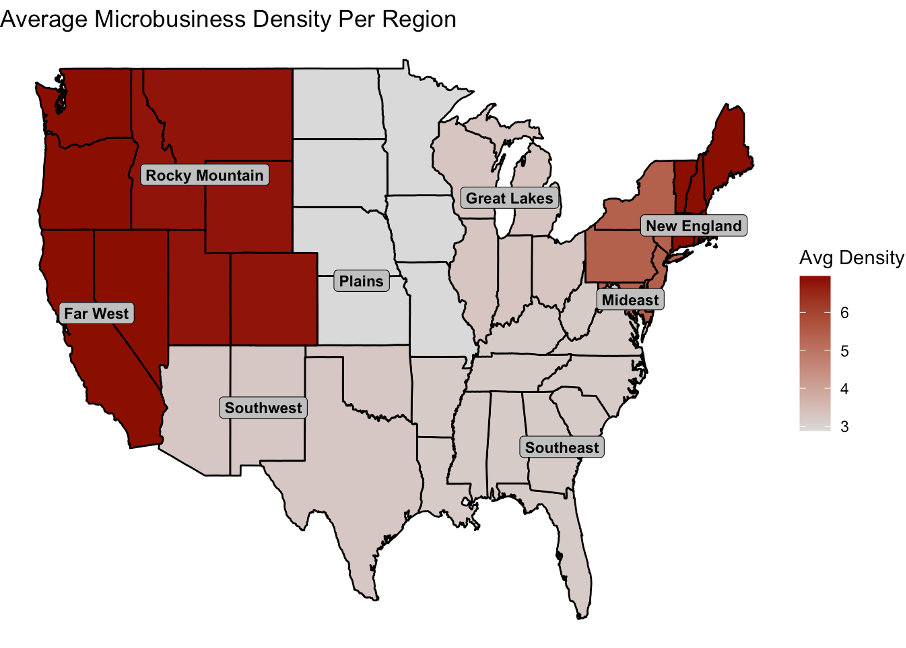 Average Microbusiness Density Per Region
Rocky Mountain
Great Lakes
New England
Plains
Mideast
Far West
Southwest
Southeast
Avg Density
6
5
4
3